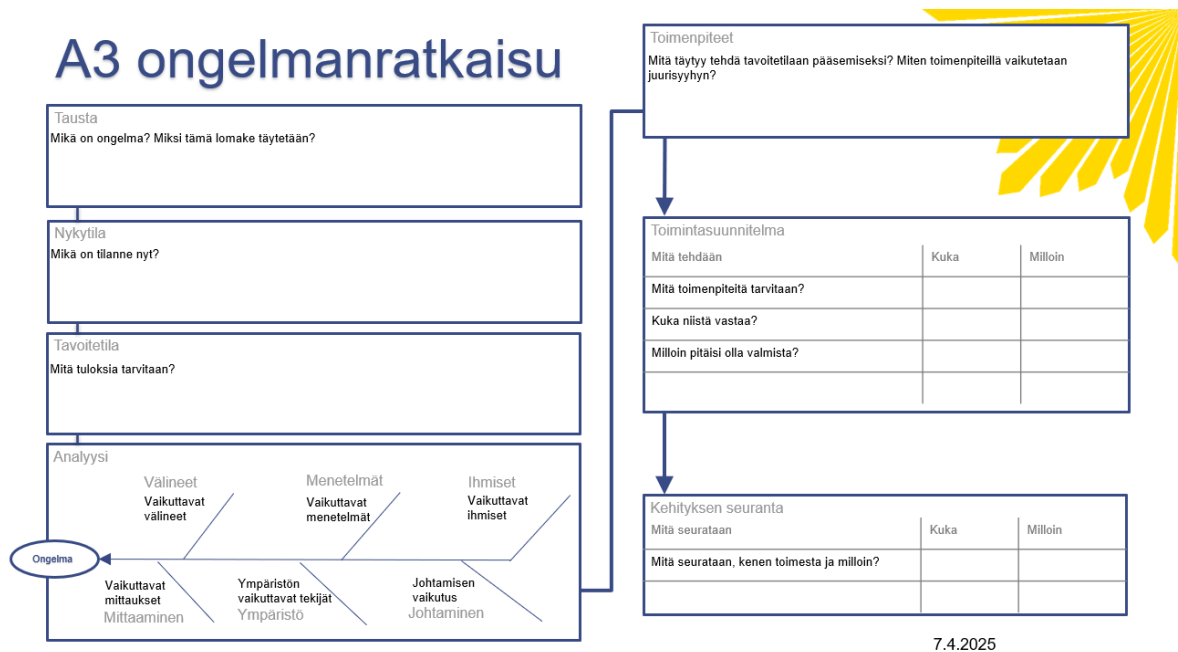 A3 ongelmanratkaisu
Tausta
Mikä on ongelma? Miksi tämä lomake täytetään?
Nykytila
Mikä on tilanne nyt?
Tavoitetila
Mitä tuloksia tarvitaan?
Analyysi
Välineet
Vaikuttavat
välineet
Menetelmät
Vaikuttavat
menetelmät
Ihmiset
Vaikuttavat
ihmiset
Ongelma
Vaikuttavat
mittaukset
Mittaaminen
Ympäristön
vaikuttavat tekijät
Ympäristö
Johtamisen
vaikutus
Johtaminen
Toimenpiteet
Mitä täytyy tehdä tavoitetilaan pääsemiseksi? Miten toimenpiteillä vaikutetaan
juurisyyhyn?
Toimintasuunnitelma
Mitä tehdään Kuka Milloin
Mitä toimenpiteitä tarvitaan?
Kuka niistä vastaa?
Milloin pitäisi olla valmista?
Kehityksen seuranta
Mitä seurataan Kuka Milloin
Mitä seurataan, kenen toimesta ja milloin?
7.4.2025